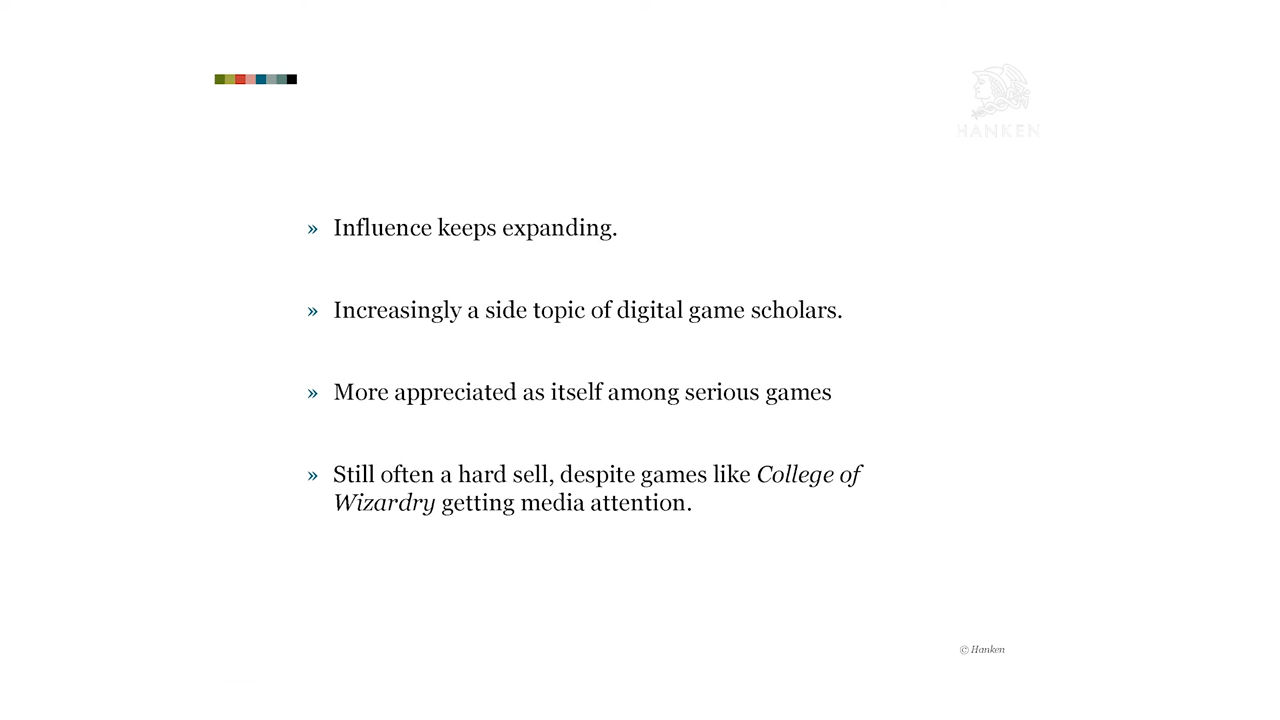 HANKEN
» Influence keeps expanding.
» Increasingly a side topic of digital game scholars.
» More appreciated as itself among serious games
» Still often a hard sell, despite games like College of
Wizardry getting media attention.
© Hanken